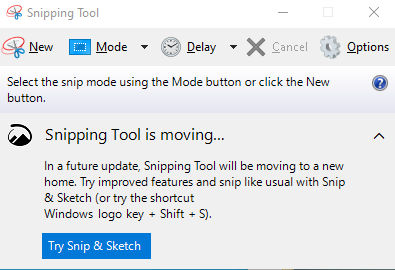 Snipping Tool
New Mode Delay Cancel Options
Select the snip mode using the Mode button or click the New
button.
Snipping Tool is moving...
In a future update, Snipping Tool will be moving to a new
home. Try improved features and snip like usual with Snip
& Sketch (or try the shortcut
Windows logo key + Shift + S).
Try Snip & Sketch